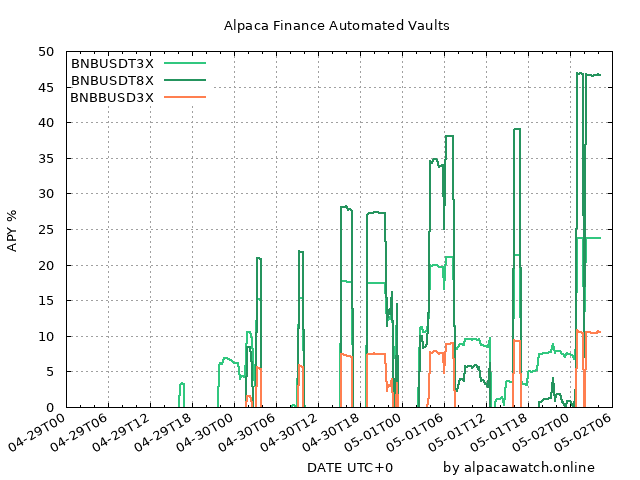 Alpaca Finance Automated Vaults
BNBUSDT3X
BNBUSDT8X
BNBBUSD3X
APY %
50
45
40
35
30
25
20
15
10
5
0
04-29T00
04-29T06
04-29T12
04-29T18
04-30T00
04-30T06
04-30T12
04-30T18
05-01T00
05-01T06
05-01T12
05-01T18
05-02T00
05-02T06
DATE UTC+0
by alpacawatch.online